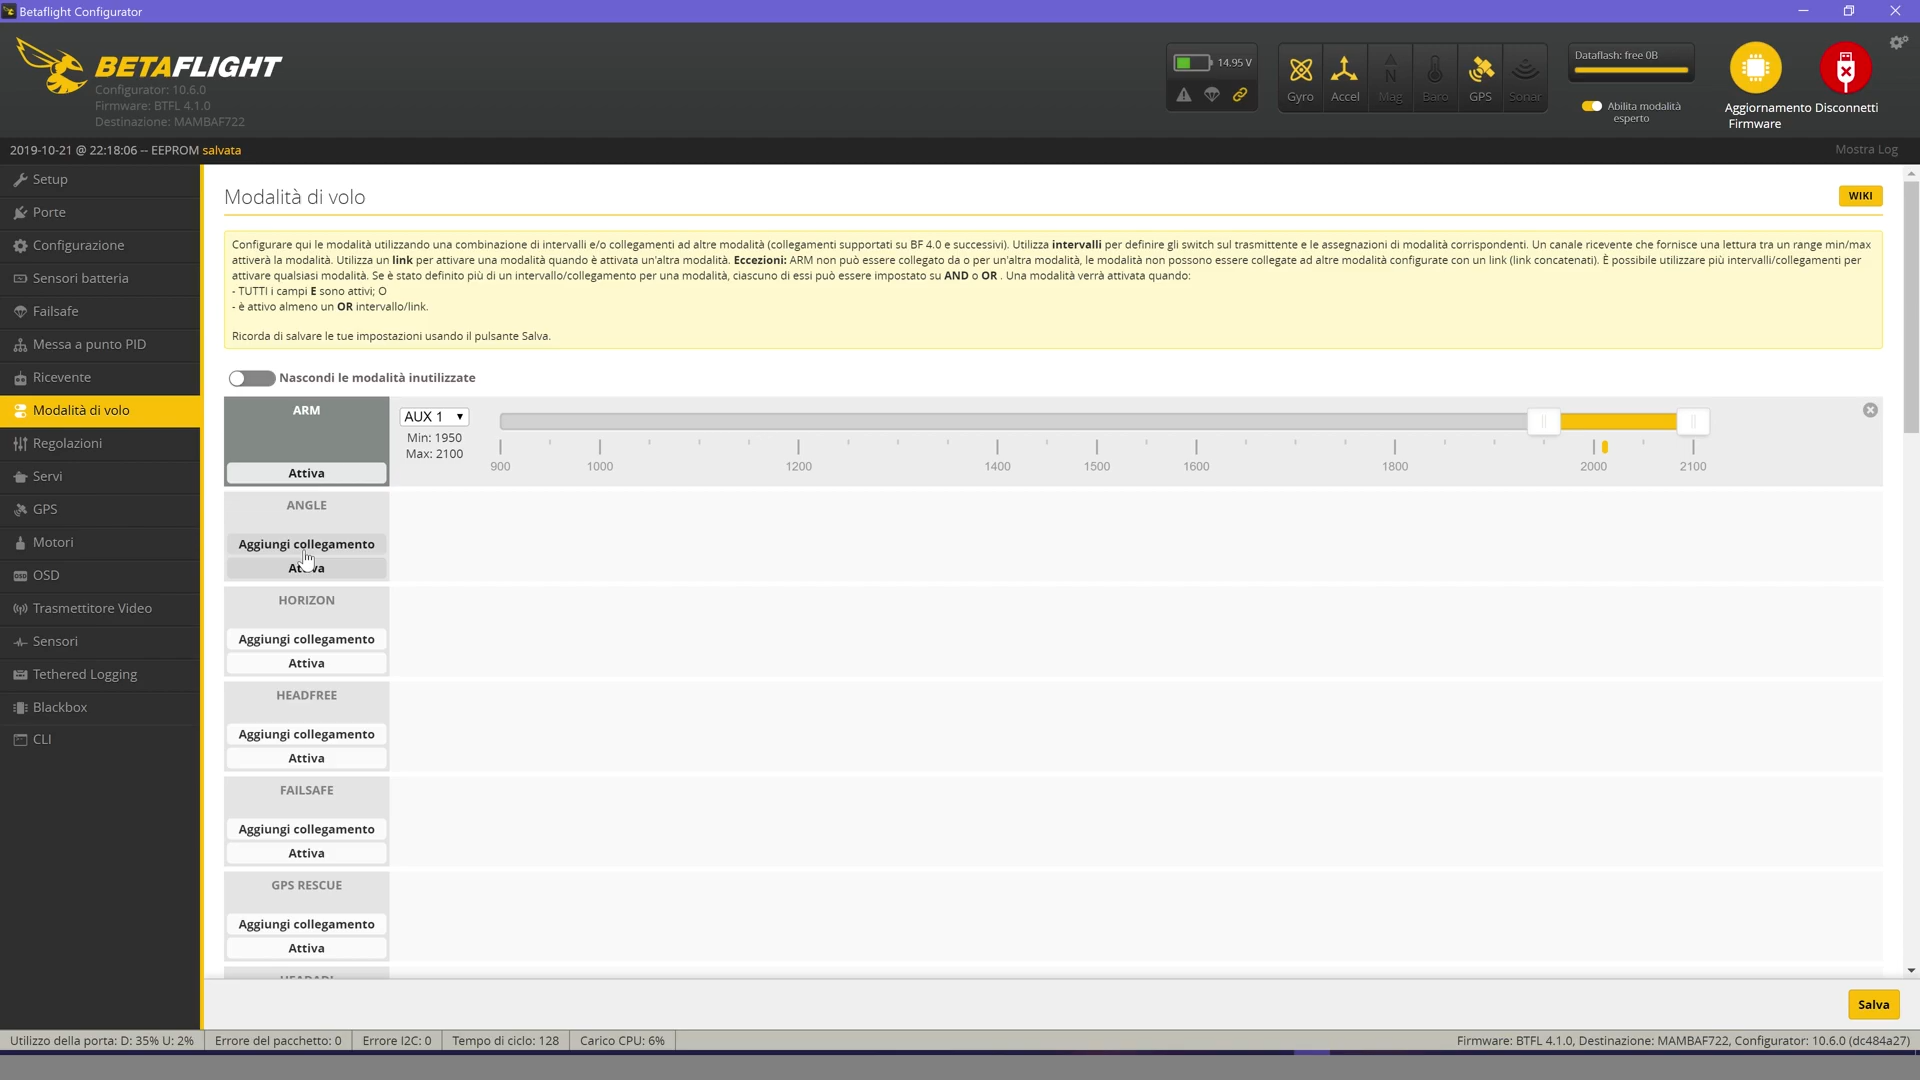 Betaflight Configurator
BETAFLIGHT
Configurator: 10.6.0
Firmware: BTFL 4.1.0
Destinazione: MAMBAF722
14.95 V
Gyro
Accel
Mag
Baro
GPS
Sonar
Dataflash: free 0B
Abilita modalità
esperto
Aggiornamento
Firmware
Disconnetti
2019-10-21 @ 22:18:06 -- EEPROM salvata
Mostra Log
Setup
Porte
Configurazione
Sensori batteria
Failsafe
Messa a punto PID
Ricevente
Modalità di volo
Regolazioni
Servi
GPS
Motori
OSD
Trasmettitore Video
Sensori
Tethered Logging
Blackbox
CLI
Modalità di volo
WIKI
Configurare qui le modalità utilizzando una combinazione di intervalli e/o collegamenti ad altre modalità (collegamenti supportati su BF 4.0 e successivi). Utilizza intervalli per definire gli switch sul trasmittente e le assegnazioni di modalità corrispondenti. Un canale ricevente che fornisce una lettura tra un range min/max
attiverà la modalità. Utilizza un link per attivare una modalità quando è attivata un'altra modalità. Eccezioni: ARM non può essere collegato da o per un'altra modalità, le modalità non possono essere collegate ad altre modalità configurate con un link (link concatenati). È possibile utilizzare più intervalli/collegamenti per
attivare qualsiasi modalità. Se è stato definito più di un intervallo/collegamento per una modalità, ciascuno di essi può essere impostato su AND o OR . Una modalità verrà attivata quando:
- TUTTI i campi E sono attivi; O
- è attivo almeno un OR intervallo/link.
Ricorda di salvare le tue impostazioni usando il pulsante Salva.
Nascondi le modalità inutilizzate
ARM
Attiva
AUX 1
Min: 1950
Max: 2100
900 1000 1200 1400 1500 1600 1800 2000 2100
ANGLE
Aggiungi collegamento
Attiva
HORIZON
Aggiungi collegamento
Attiva
HEADFREE
Aggiungi collegamento
Attiva
FAILSAFE
Aggiungi collegamento
Attiva
GPS RESCUE
Aggiungi collegamento
Attiva
Salva
Utilizzo della porta: D: 35% U: 2%
Errore del pacchetto: 0
Errore I2C: 0
Tempo di ciclo: 128
Carico CPU: 6%
Firmware: BTFL 4.1.0, Destinazione: MAMBAF722, Configurator: 10.6.0 (dc484a27)